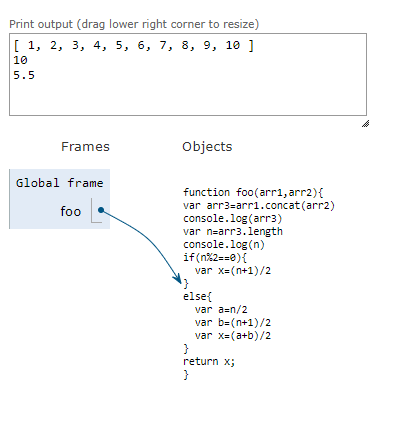 Print output (drag lower right corner to resize)
[ 1, 2, 3, 4, 5, 6, 7, 8, 9, 10 ]
10
5.5
Frames
Objects
Global frame
foo
function foo(arr1,arr2){
var arr3=arr1.concat(arr2)
console.log(arr3)
var n=arr3.length
console.log(n)
if(n%2==0){
  var x=(n+1)/2
}
else{
  var a=n/2
  var b=(n+1)/2
  var x=(a+b)/2
}
return x;
}